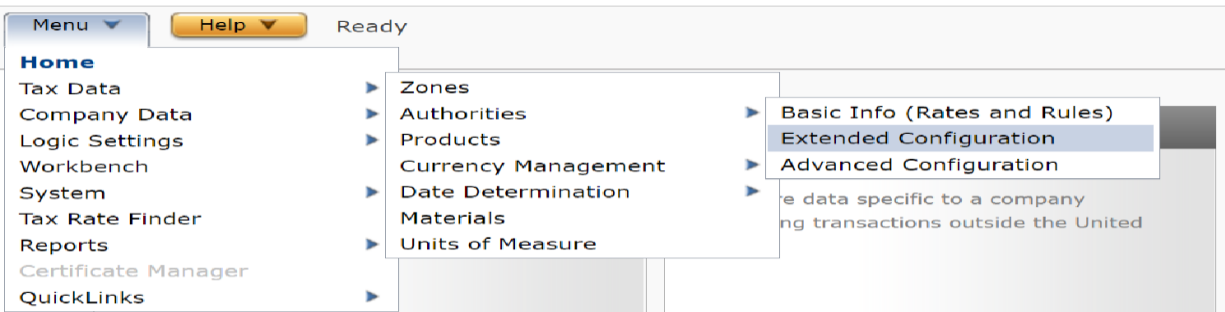 Menu Help Ready
Home
Tax Data
Company Data
Logic Settings
Workbench
System
Tax Rate Finder
Reports
Certificate Manager
QuickLinks
Zones
Authorities
Products
Currency Management
Date Determination
Materials
Units of Measure
Basic Info (Rates and Rules)
Extended Configuration
Advanced Configuration
re data specific to a company
ng transactions outside the United